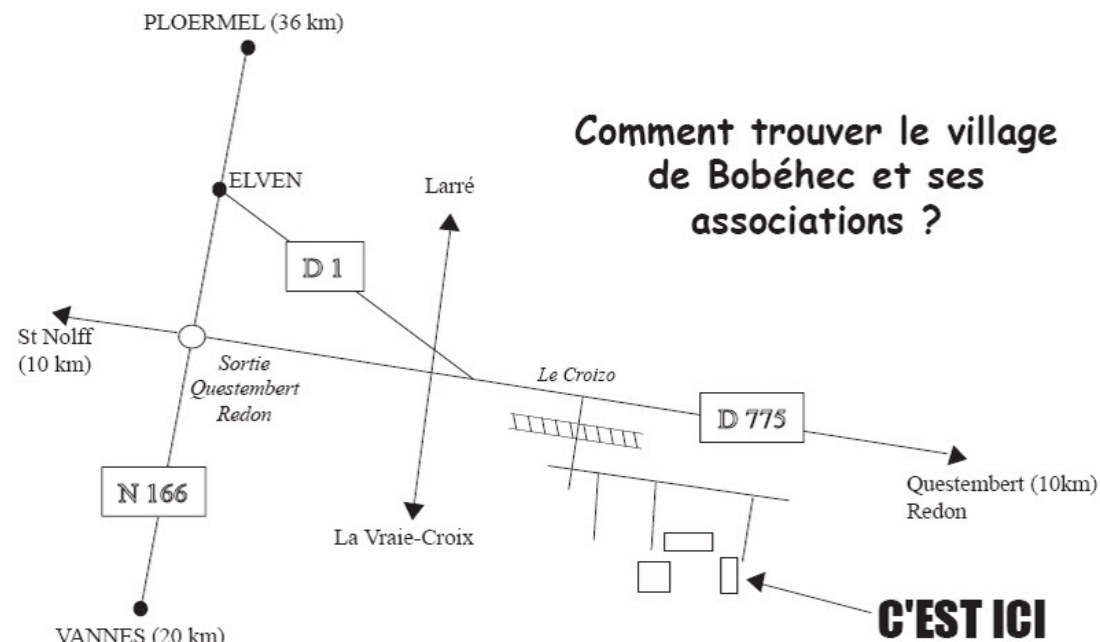 PLOERMEL (36 km)
Comment trouver le village
de Bobéhec et ses
associations ?
ELVEN
Larré
D 1
St Nolff
(10 km)
Sortie
Questembert
Redon
Le Croizo
D 775
N 166
Questembert (10km)
Redon
La Vraie-Croix
C'EST ICI
VANNES (20 km)